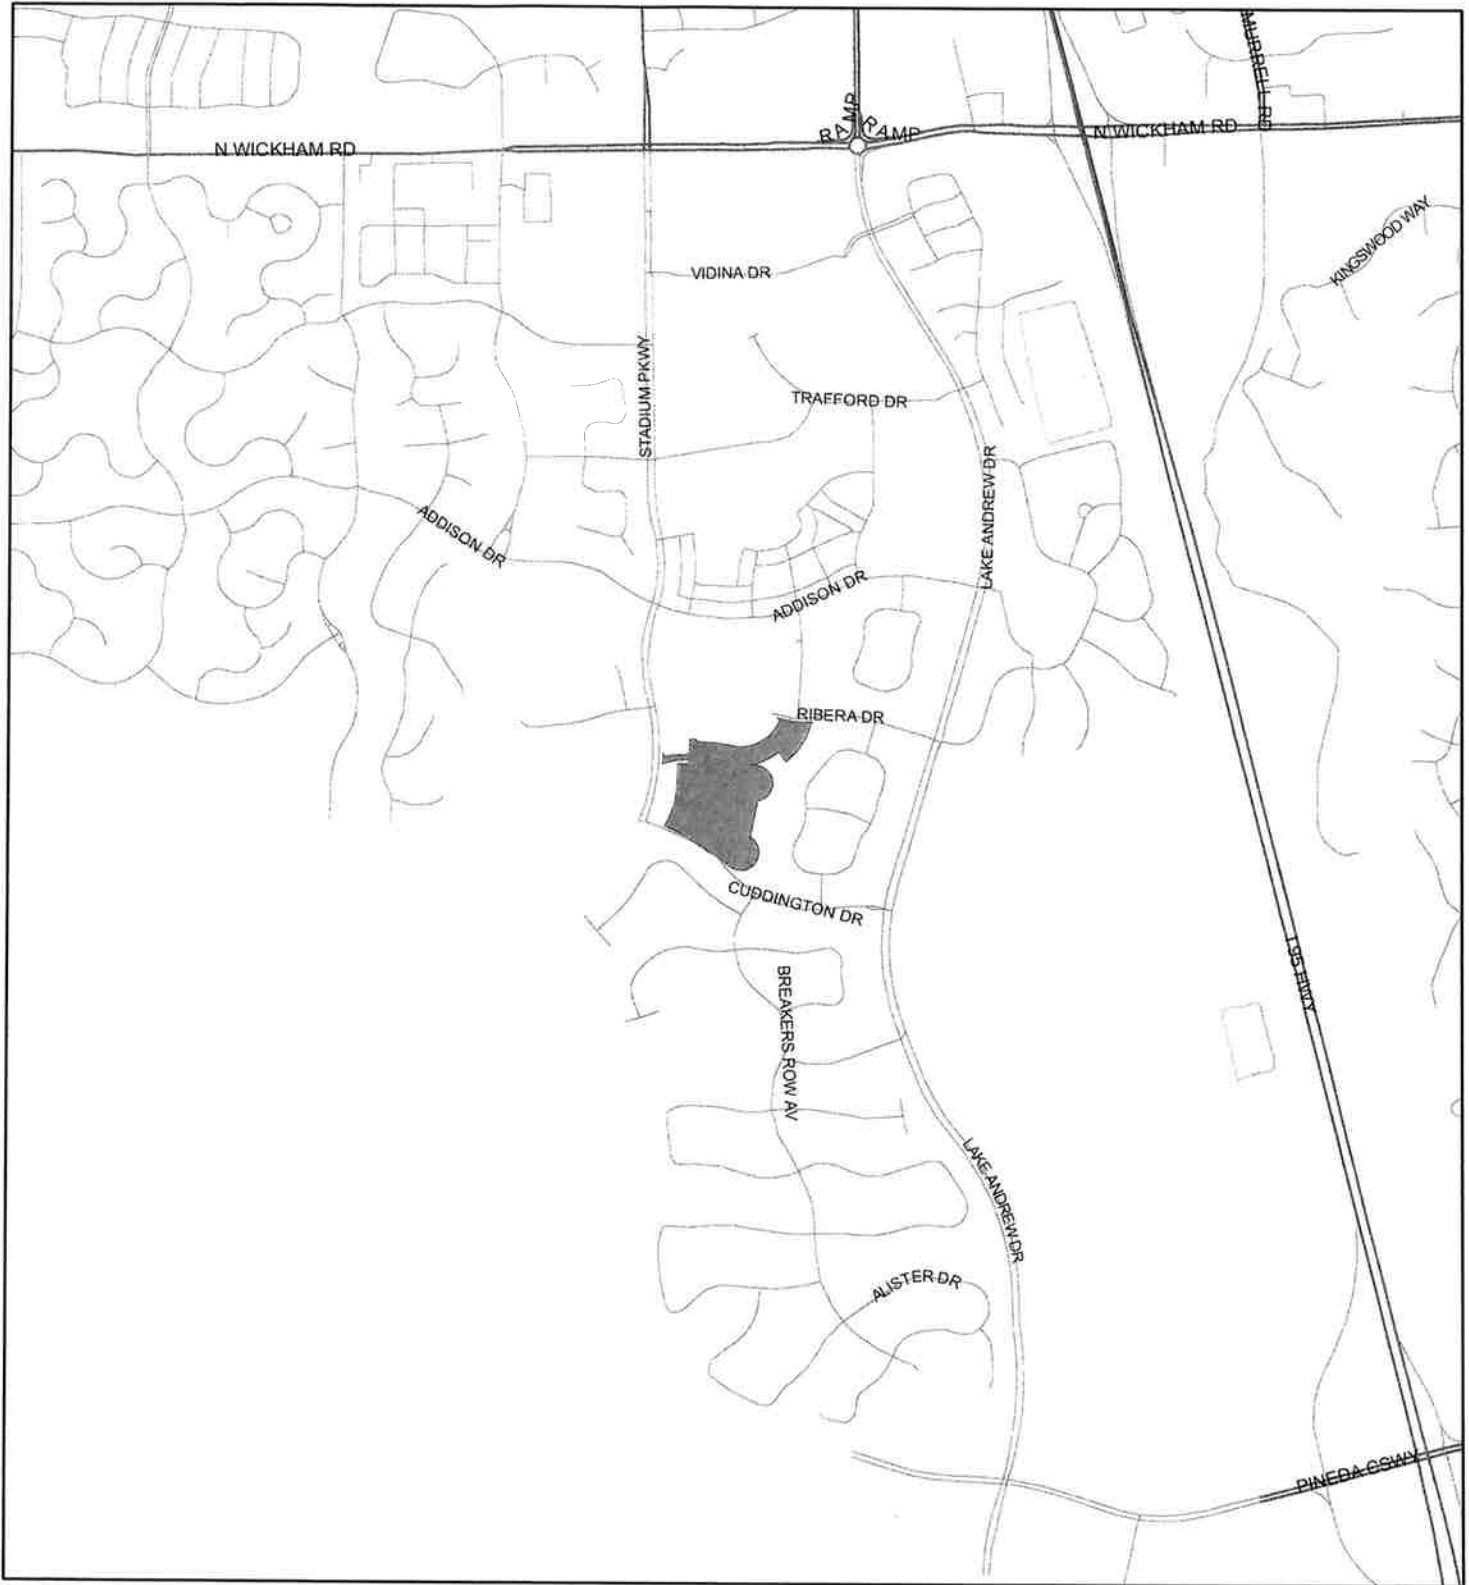 MURRELL RD
RAMP
RAMP
N WICKHAM RD
N WICKHAM RD
KINGSWOOD WAY
VIDINA DR
STADIUM PKWY
TRAFFORD DR
LAKE ANDREW DR
ADDISON DR
ADDISON DR
RIBERA DR
CUDDINGTON DR
I 95 HWY
BREAKERS ROW AV
LAKE ANDREW DR
ALISTER DR
PINEDA CSWY